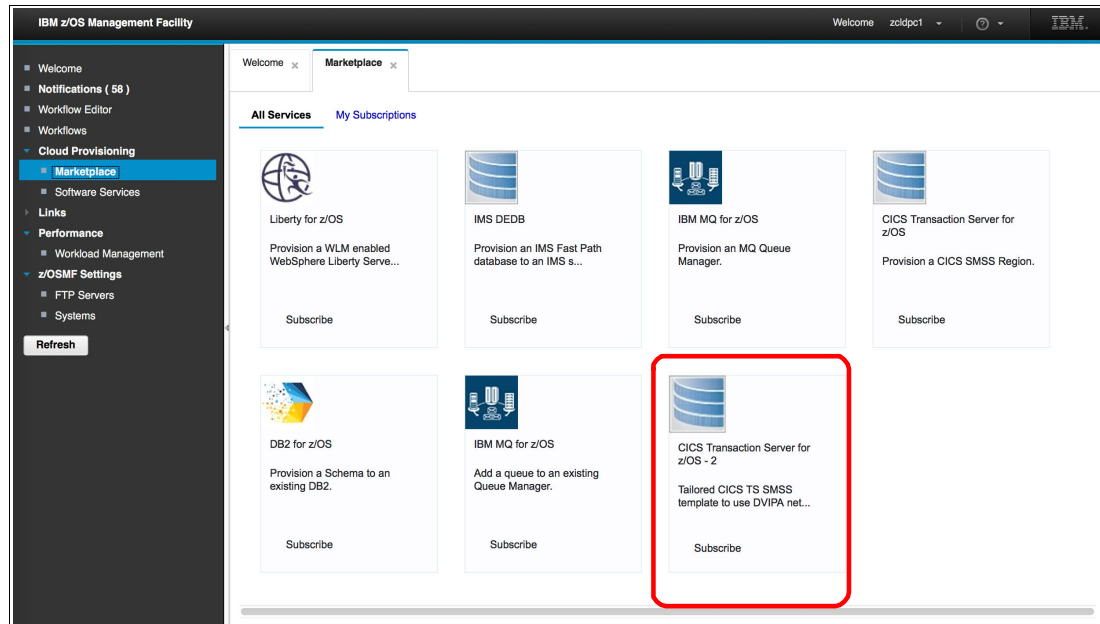 IBM z/OS Management Facility
Welcome zcldpc1
IBM.
Welcome
Notifications ( 58 )
Workflow Editor
Workflows
Cloud Provisioning
Marketplace
Software Services
Links
Performance
Workload Management
z/OSMF Settings
FTP Servers
Systems
Refresh
Welcome
Marketplace
All Services
My Subscriptions
Liberty for z/OS
Provision a WLM enabled
WebSphere Liberty Serve...
Subscribe
IMS DEDB
Provision an IMS Fast Path
database to an IMS s...
Subscribe
IBM MQ for z/OS
Provision an MQ Queue
Manager.
Subscribe
CICS Transaction Server for
z/OS
Provision a CICS SMSS Region.
Subscribe
DB2 for z/OS
Provision a Schema to an
existing DB2.
Subscribe
IBM MQ for z/OS
Add a queue to an existing
Queue Manager.
Subscribe
CICS Transaction Server for
z/OS - 2
Tailored CICS TS SMSS
template to use DVIPA net...
Subscribe